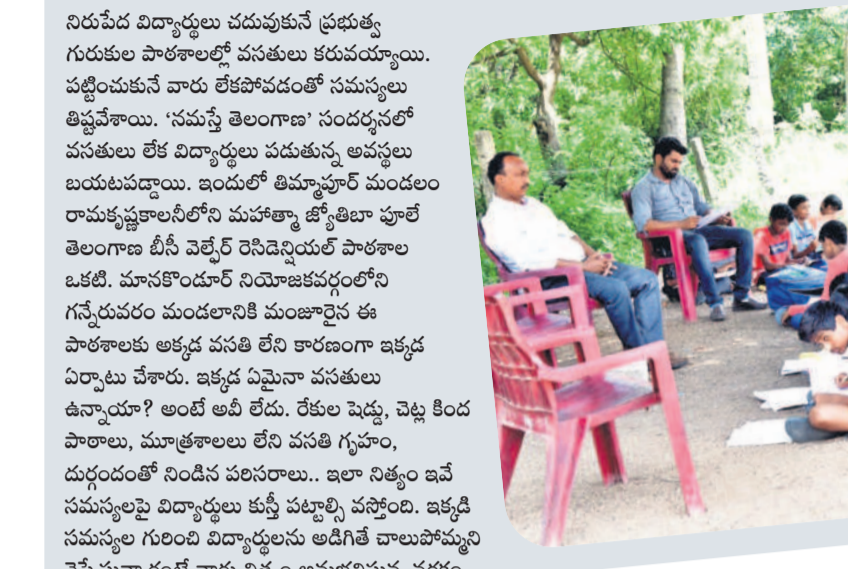 నిరుపేద విద్యార్థులు చదువుకునే ప్రభుత్వ
గురుకుల పాఠశాలల్లో వసతులు కరువయ్యాయి.
పట్టించుకునే వారు లేకపోవడంతో సమస్యలు
తిష్టవేశాయి. ‘నమస్తే తెలంగాణ’ సందర్శనలో
వసతులు లేక విద్యార్థులు పడుతున్న అవస్థలు
బయటపడ్డాయి. ఇందులో తిమ్మాపూర్ మండలం
రామకృష్ణకాలనీలోని మహాత్మా జ్యోతిబా ఫూలే
తెలంగాణ బీసీ వెల్ఫేర్ రెసిడెన్షియల్ పాఠశాల
ఒకటి. మానకొండూర్ నియోజకవర్గంలోని
గన్నేరువరం మండలానికి మంజూరైన ఈ
పాఠశాలకు అక్కడ వసతి లేని కారణంగా ఇక్కడ
ఏర్పాటు చేశారు. ఇక్కడ ఏమైనా వసతులు
ఉన్నాయా? అంటే అవీ లేదు. రేకుల షెడ్డు, చెట్ల కింద
పాఠాలు, మూత్రశాలలు లేని వసతి గృహం,
దుర్గందంతో నిండిన పరిసరాలు.. ఇలా నిత్యం ఇవే
సమస్యలపై విద్యార్థులు కుస్తీ పట్టాల్సి వస్తోంది. ఇక్కడి
సమస్యల గురించి విద్యార్థులను అడిగితే చాలుపోమ్మని